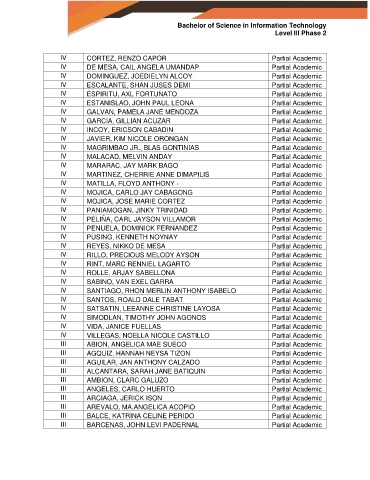 Bachelor of Science in Information Technology
Level III Phase 2
IV CORTEZ, RENZO CAPOR Partial Academic
IV DE MESA, CAIL ANGELA UMANDAP Partial Academic
IV DOMINGUEZ, JOEDIELYN ALCOY Partial Academic
IV ESCALANTE, SHAN JUSES DEMI Partial Academic
IV ESPIRITU, AXL FORTUNATO Partial Academic
IV ESTANISLAO, JOHN PAUL LEONA Partial Academic
IV GALVAN, PAMELA JANE MENDOZA Partial Academic
IV GARCIA, GILLIAN ACUZAR Partial Academic
IV INCOY, ERICSON CABADIN Partial Academic
IV JAVIER, KIM NICOLE ORONGAN Partial Academic
IV MAGRIMBAO JR., BLAS GONTINIAS Partial Academic
IV MALACAD, MELVIN ANDAY Partial Academic
IV MARARAC, JAY MARK BAGO Partial Academic
IV MARTINEZ, CHERRIE ANNE DIMAPILIS Partial Academic
IV MATILLA, FLOYD ANTHONY - Partial Academic
IV MOJICA, CARLO JAY CABAGONG Partial Academic
IV MOJICA, JOSE MARIE CORTEZ Partial Academic
IV PANIAMOGAN, JINKY TRINIDAD Partial Academic
IV PELIÑA, CARL JAYSON VILLAMOR Partial Academic
IV PENUELA, DOMINICK FERNANDEZ Partial Academic
IV PUSING, KENNETH NOYNAY Partial Academic
IV REYES, NIKKO DE MESA Partial Academic
IV RILLO, PRECIOUS MELODY AYSON Partial Academic
IV RINT, MARC RENNIEL LAGARTO Partial Academic
IV ROLLE, ARJAY SABELLONA Partial Academic
IV SABINO, VAN EXEL GARRA Partial Academic
IV SANTIAGO, RHON MERLIN ANTHONY ISABELO Partial Academic
IV SANTOS, ROALD DALE TABAT Partial Academic
IV SATSATIN, LEEANNE CHRISTINE LAYOSA Partial Academic
IV SIMODLAN, TIMOTHY JOHN AGONOS Partial Academic
IV VIDA, JANICE FUELLAS Partial Academic
IV VILLEGAS, NOELLA NICOLE CASTILLO Partial Academic
III ABION, ANGELICA MAE SUECO Partial Academic
III AGQUIZ, HANNAH NEYSA TIZON Partial Academic
III AGUILAR, JAN ANTHONY CALZADO Partial Academic
III ALCANTARA, SARAH JANE BATIQUIN Partial Academic
III AMBION, CLARC GALUZO Partial Academic
III ANGELES, CARLO HUERTO Partial Academic
III ARCIAGA, JERICK ISON Partial Academic
III AREVALO, MA.ANGELICA ACOPIO Partial Academic
III BALCE, KATRINA CELINE PERIDO Partial Academic
III BARCENAS, JOHN LEVI PADERNAL Partial Academic